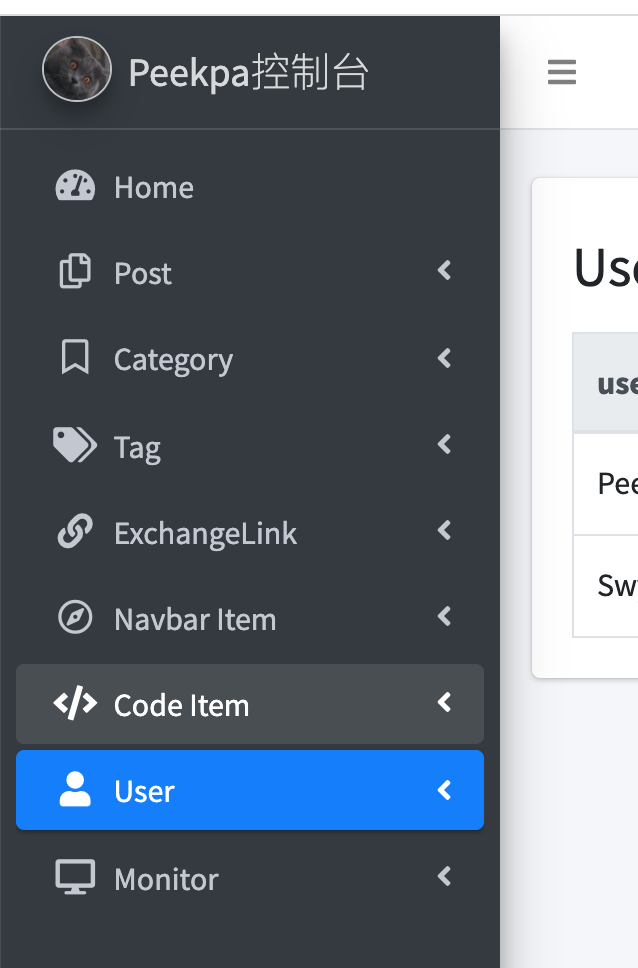 Peekpa控制台
Home
Post
Category
Tag
ExchangeLink
Navbar Item
Code Item
User
Monitor
Use
use
Pee
Sw